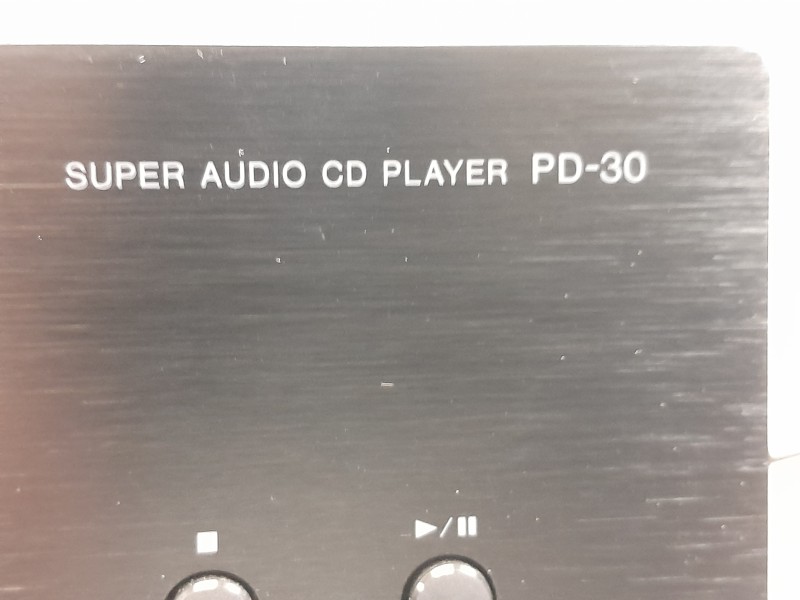 SUPER AUDIO CD PLAYER PD-30